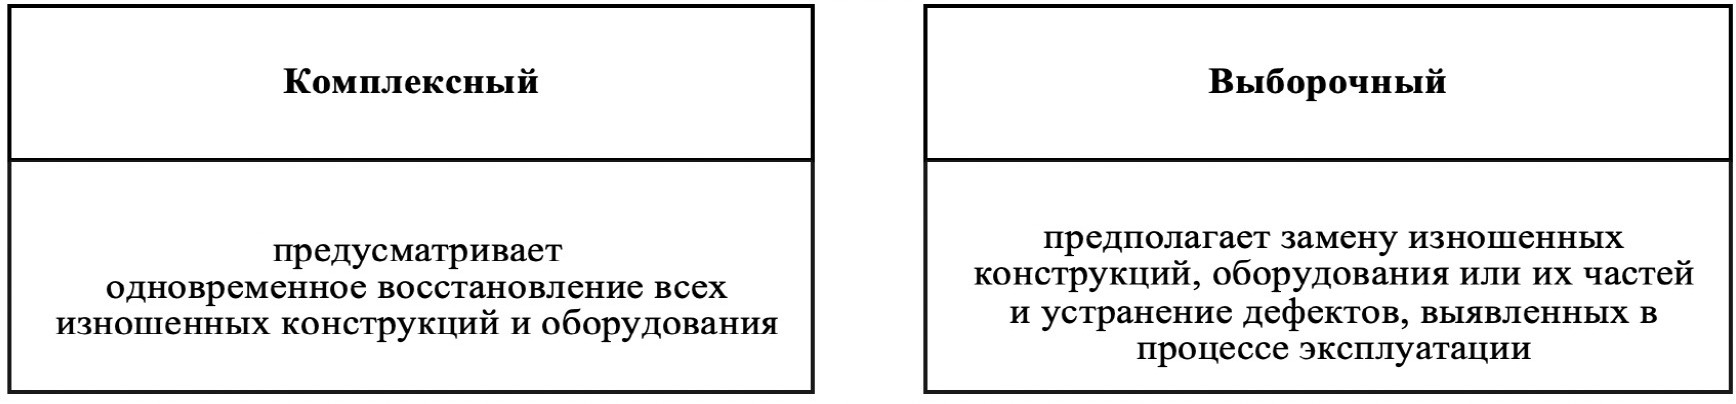 Комплексный
предусматривает
одновременное восстановление всех
изношенных конструкций и оборудования
Выборочный
предполагает замену изношенных
конструкций, оборудования или их частей
и устранение дефектов, выявленных в
процессе эксплуатации